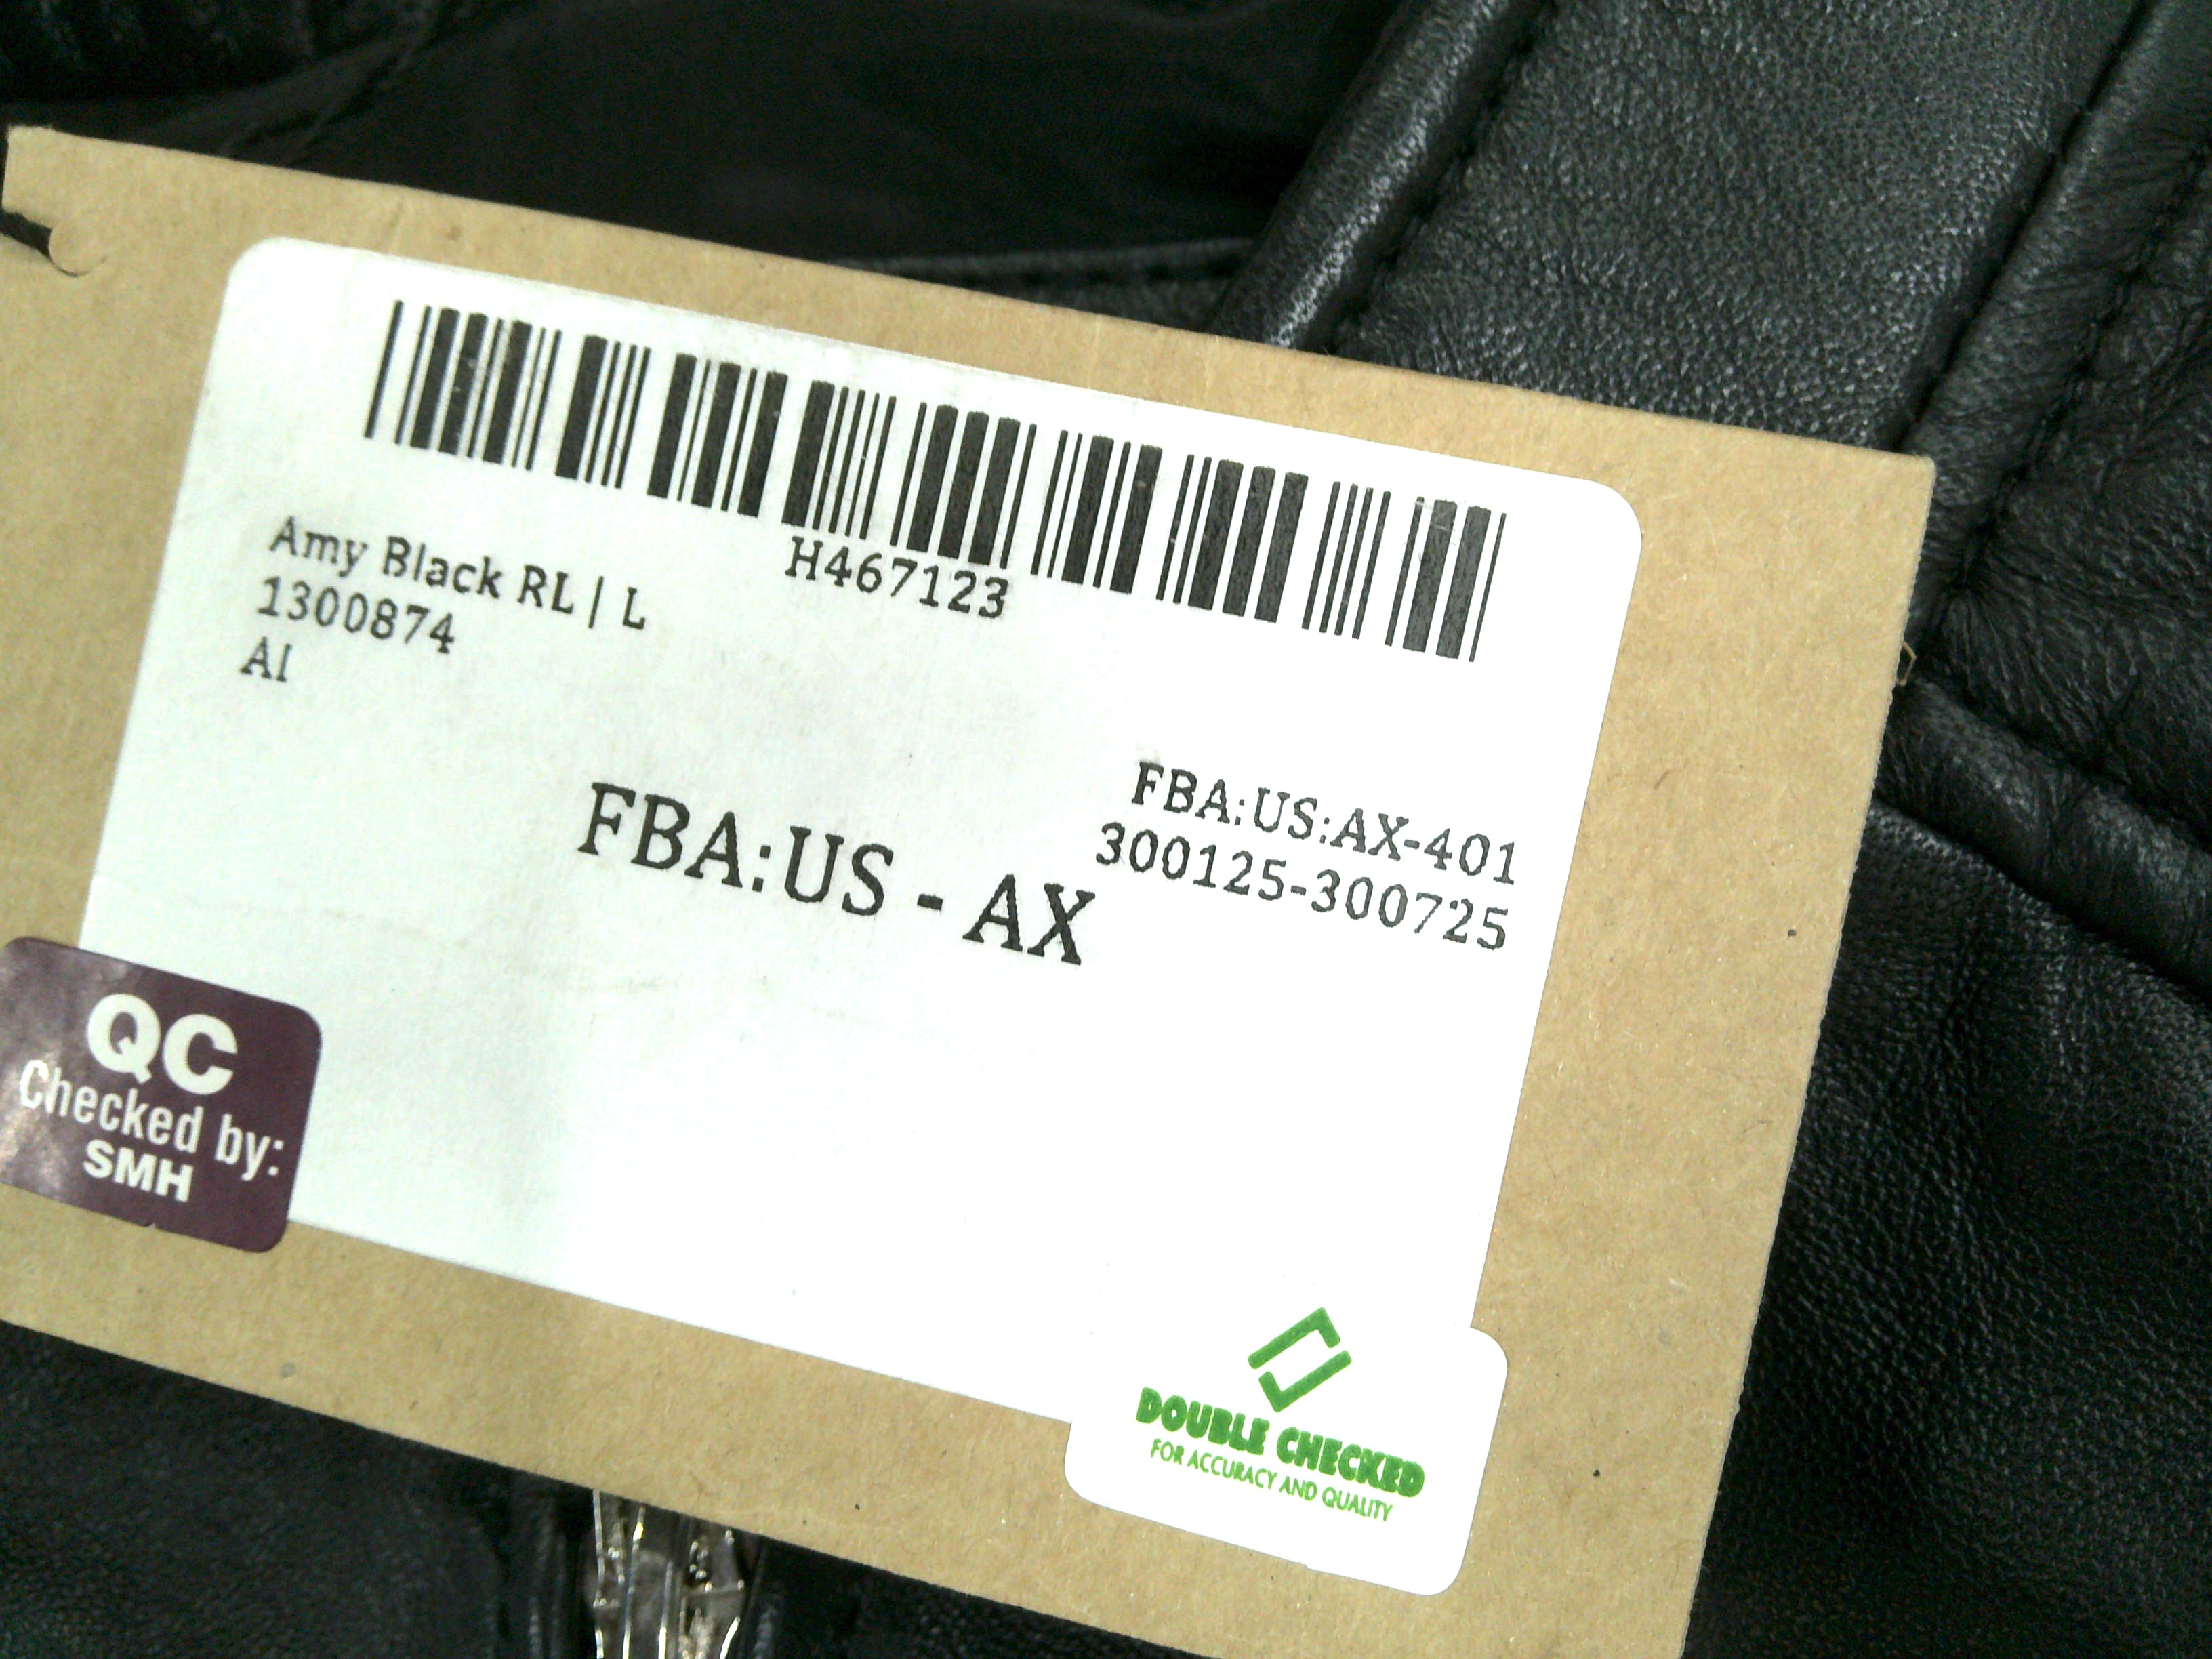 H467123
Amy Black RL | L
1300874
AI
FBA:US:AX-401
300125-300725
FBA:US - AX
QC
Checked by:
SMH
DOUBLE CHECKED
FOR ACCURACY AND QUALITY